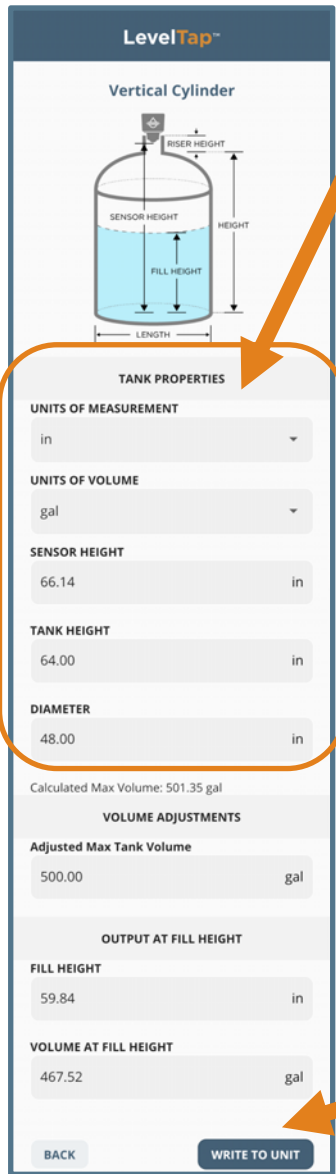 LevelTap™
Vertical Cylinder
RISER HEIGHT
SENSOR HEIGHT
HEIGHT
FILL HEIGHT
LENGTH
TANK PROPERTIES
UNITS OF MEASUREMENT
in
UNITS OF VOLUME
gal
SENSOR HEIGHT
66.14 in
TANK HEIGHT
64.00 in
DIAMETER
48.00 in
Calculated Max Volume: 501.35 gal
VOLUME ADJUSTMENTS
Adjusted Max Tank Volume
500.00 gal
OUTPUT AT FILL HEIGHT
FILL HEIGHT
59.84 in
VOLUME AT FILL HEIGHT
467.52 gal
BACK WRITE TO UNIT